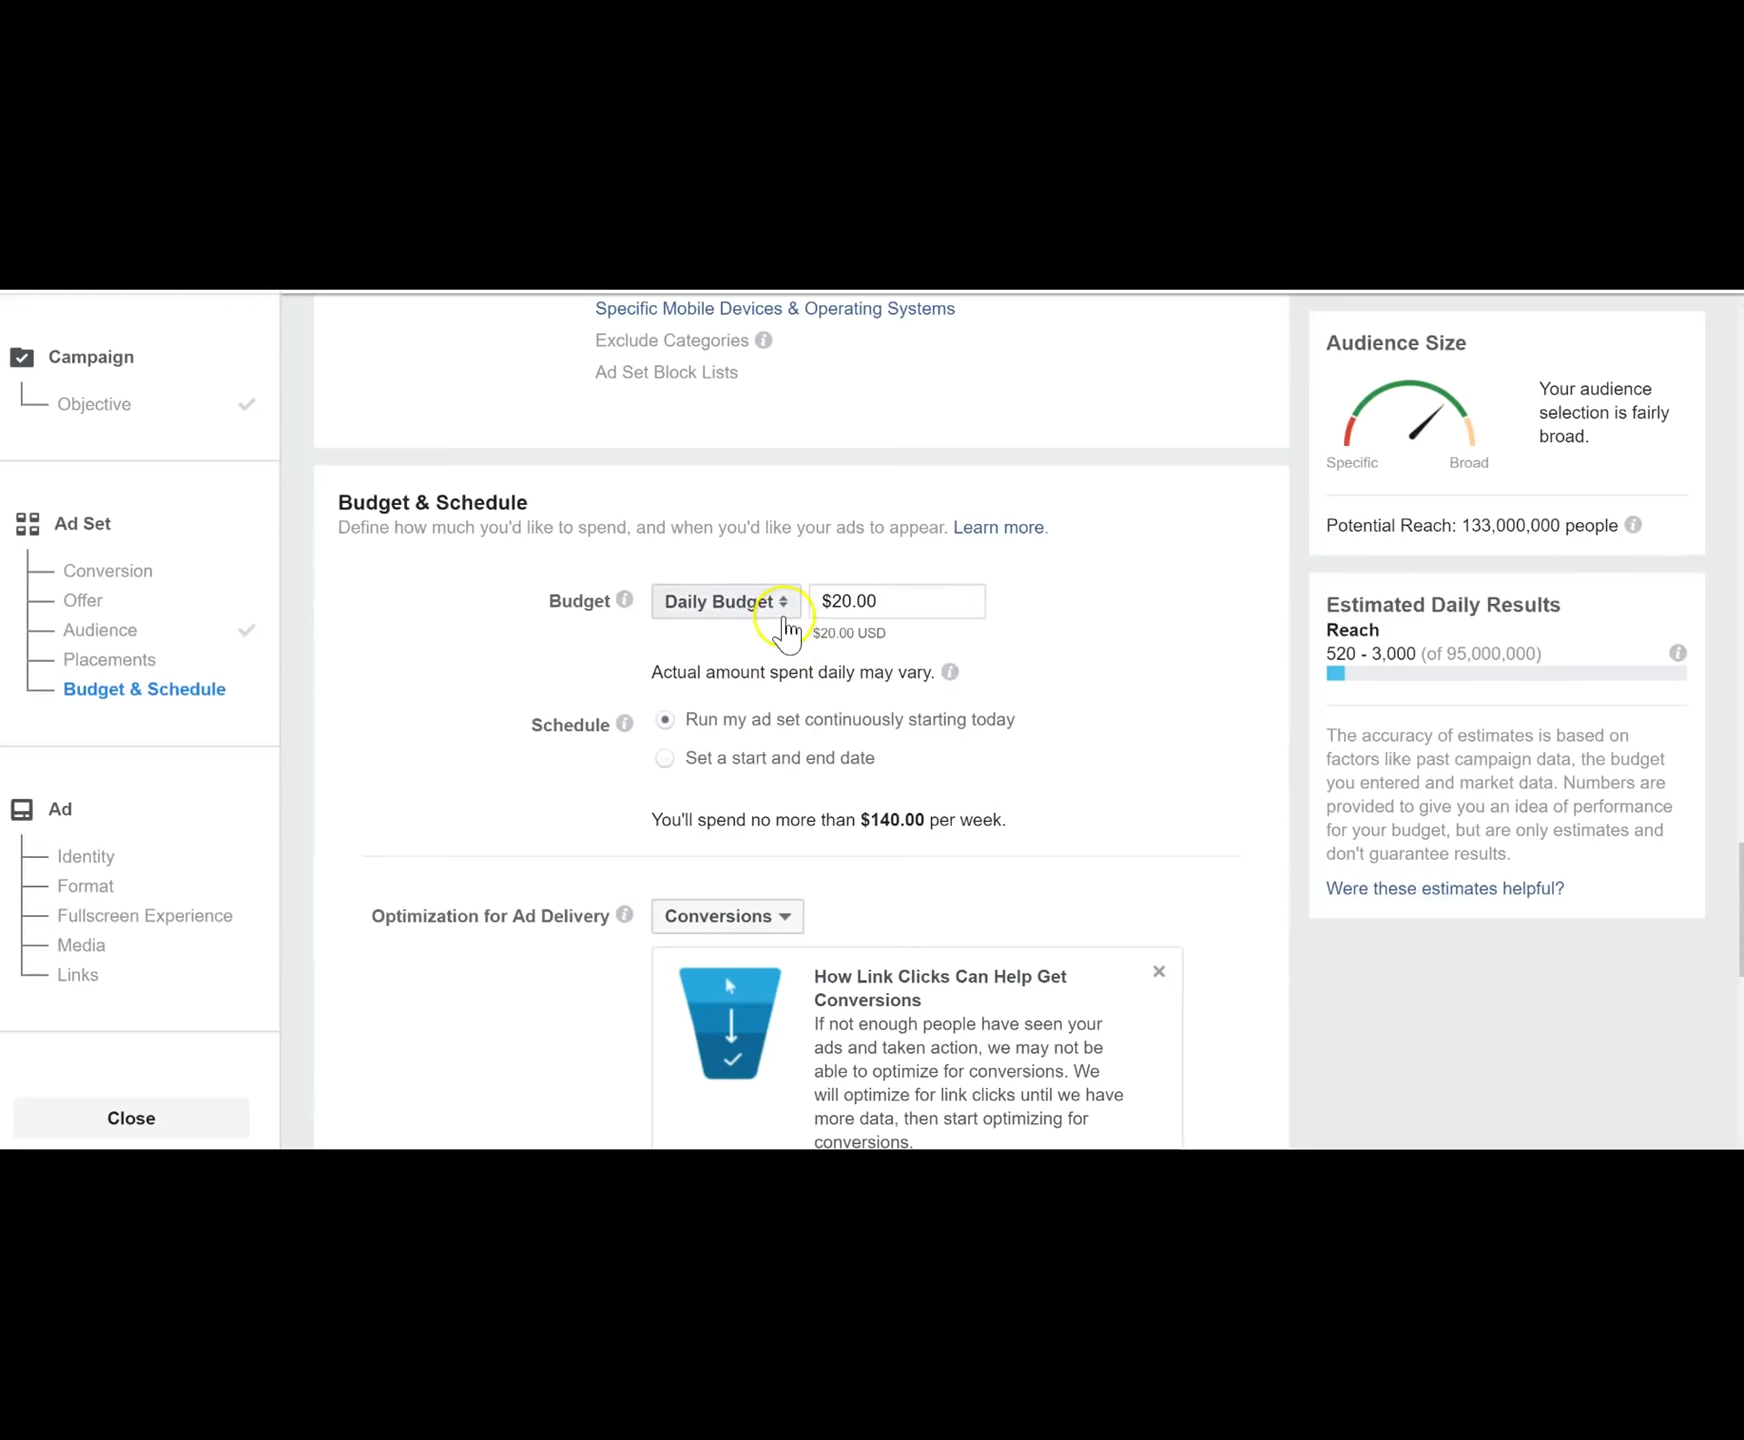 Campaign
Objective
Ad Set
Conversion
Offer
Audience
Placements
Budget & Schedule
Ad
Identity
Format
Fullscreen Experience
Media
Links
Close
Specific Mobile Devices & Operating Systems
Exclude Categories
Ad Set Block Lists
Budget & Schedule
Define how much you'd like to spend, and when you'd like your ads to appear. Learn more.
Budget
Daily Budget
$20.00
$20.00 USD
Actual amount spent daily may vary.
Schedule
Run my ad set continuously starting today
Set a start and end date
You'll spend no more than $140.00 per week.
Optimization for Ad Delivery
Conversions
How Link Clicks Can Help Get
Conversions
If not enough people have seen your
ads and taken action, we may not be
able to optimize for conversions. We
will optimize for link clicks until we have
more data, then start optimizing for
conversions.
Audience Size
Specific
Broad
Your audience
selection is fairly
broad.
Potential Reach: 133,000,000 people
Estimated Daily Results
Reach
520 - 3,000 (of 95,000,000)
The accuracy of estimates is based on
factors like past campaign data, the budget
you entered and market data. Numbers are
provided to give you an idea of performance
for your budget, but are only estimates and
don't guarantee results.
Were these estimates helpful?